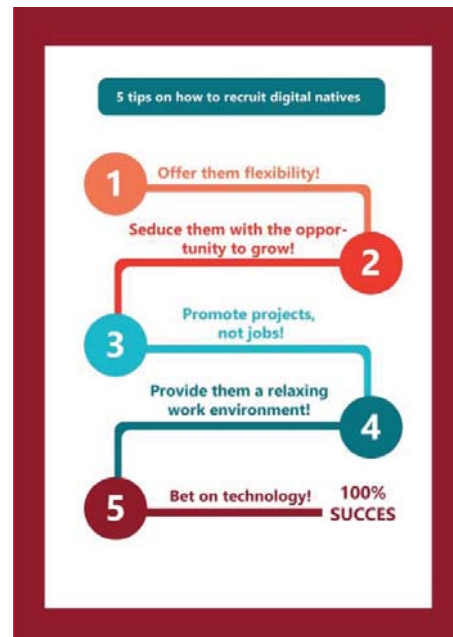 5 tips on how to recruit digital natives
1
Offer them flexibility!
Seduce them with the oppor-
tunity to grow!
2
3
Promote projects,
not jobs!
Provide them a relaxing
work environment!
4
5
Bet on technology!
100%
SUCCES